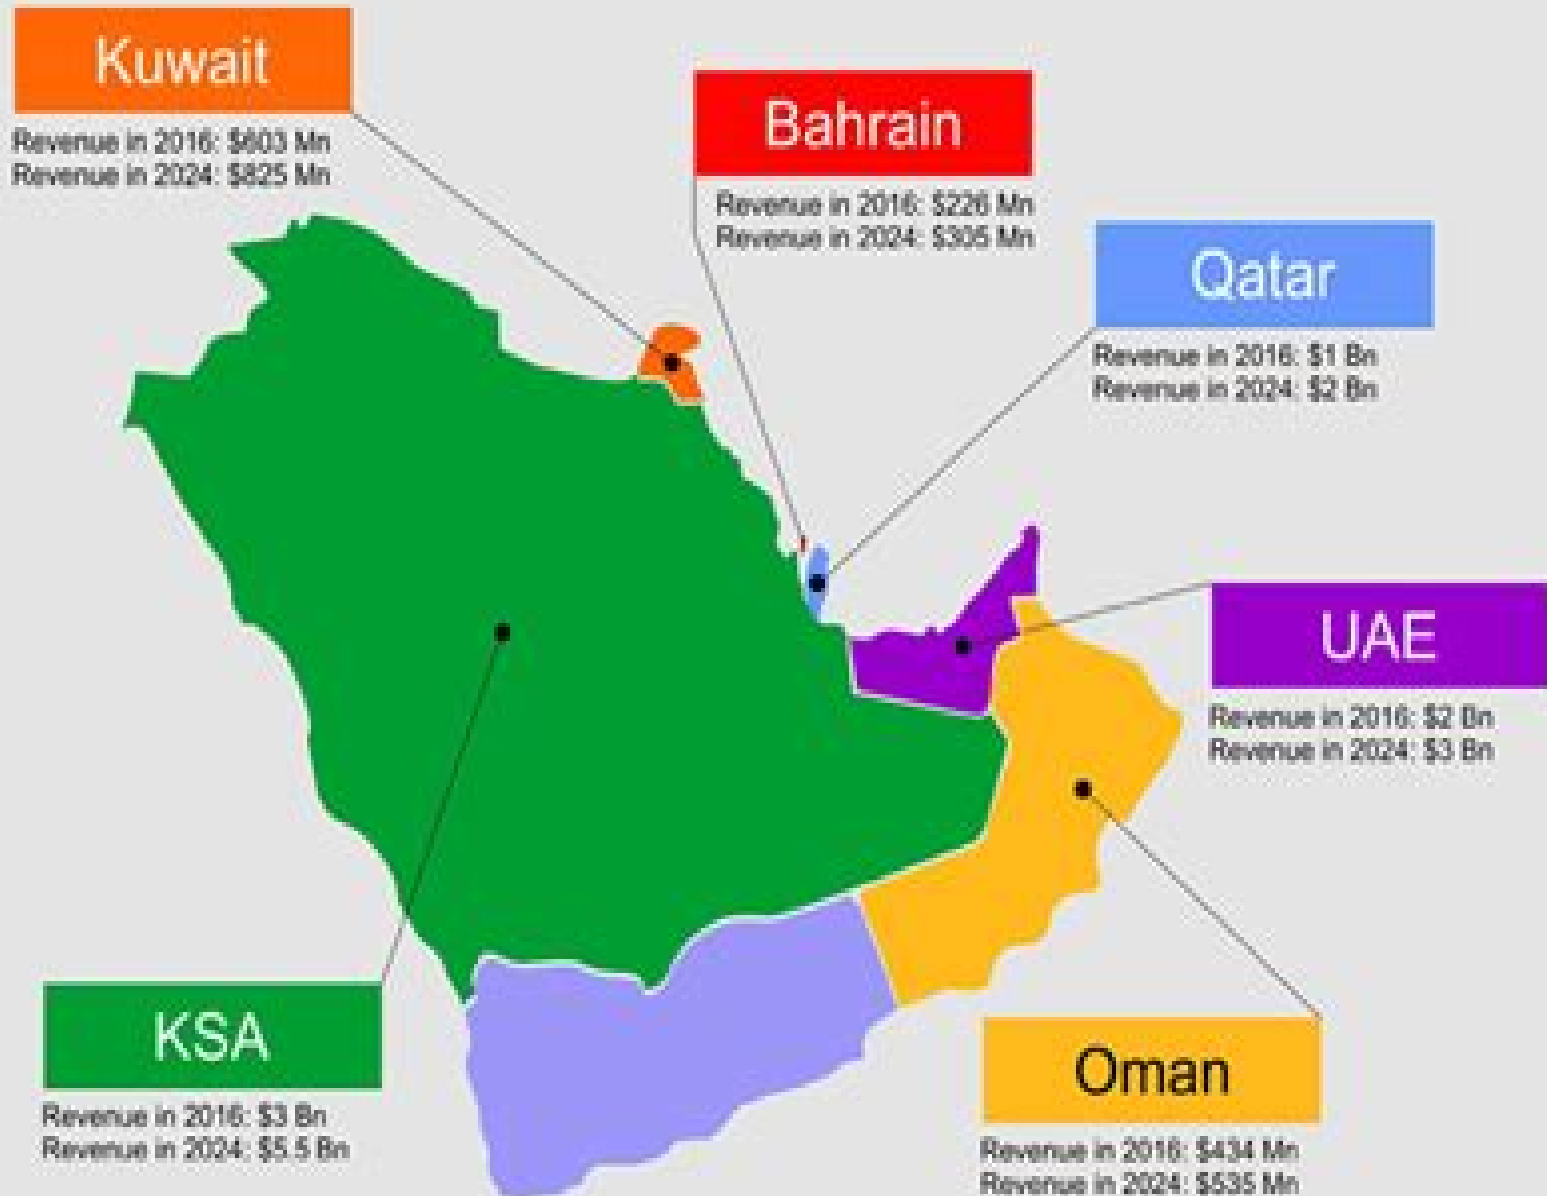 Kuwait
Revenue in 2016: $603 Mn
Revenue in 2024: $825 Mn
Bahrain
Revenue in 2016: $226 Mn
Revenue in 2024: $305 Mn
Qatar
Revenue in 2016: $1 Bn
Revenue in 2024: $2 Bn
UAE
Revenue in 2016: $2 Bn
Revenue in 2024: $3 Bn
KSA
Revenue in 2016: $3 Bn
Revenue in 2024: $5.5 Bn
Oman
Revenue in 2016: $434 Mn
Revenue in 2024: $535 Mn